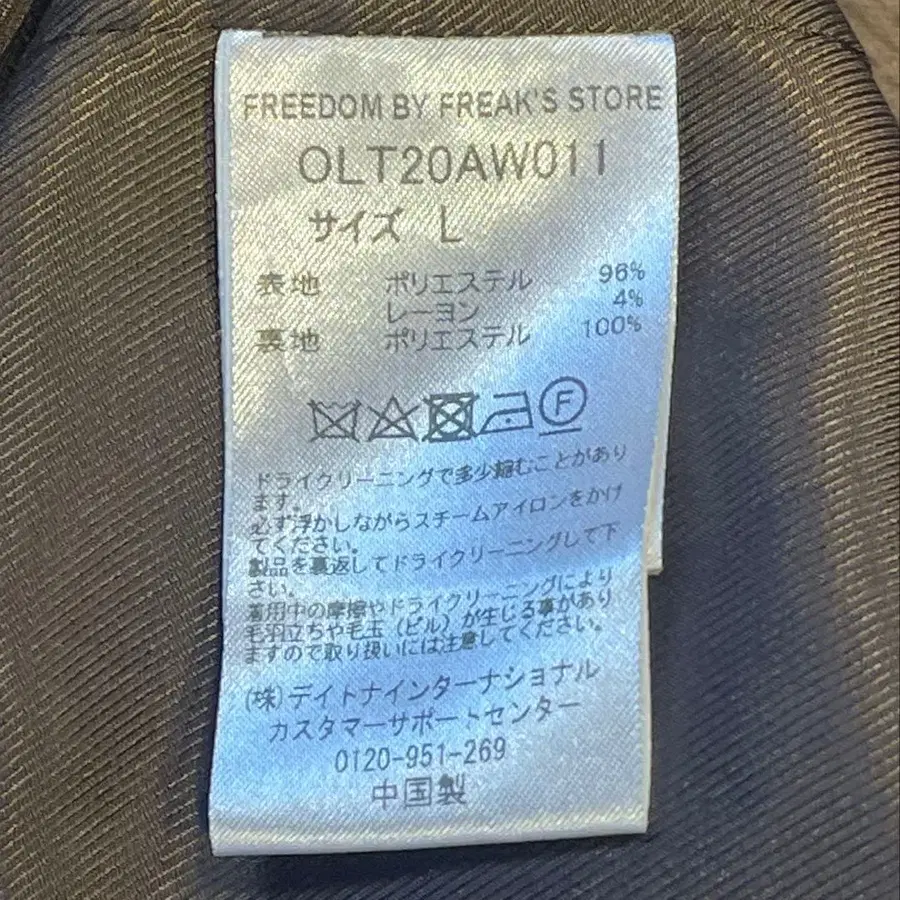 FREEDOM BY FREAK'S STORE
OLT20AW011
サイズ L
表地 ポリエステル 96%
レーヨン 4%
裏地 ポリエステル 100%
F
ドライクリーニングで多少縮むことがあり
ます。
必ず浮かしながらスチームアイロンをかけ
てください。
製品を裏返してドライクリーニングして下
さい。
着用中の摩擦やドライクリーニングにより
毛羽立ちや毛玉（ピル）が生じる事があり
ますので取り扱いには注意してください。
(株)デイトナインターナショナル
カスタマーサポートセンター
0120-951-269
中国製